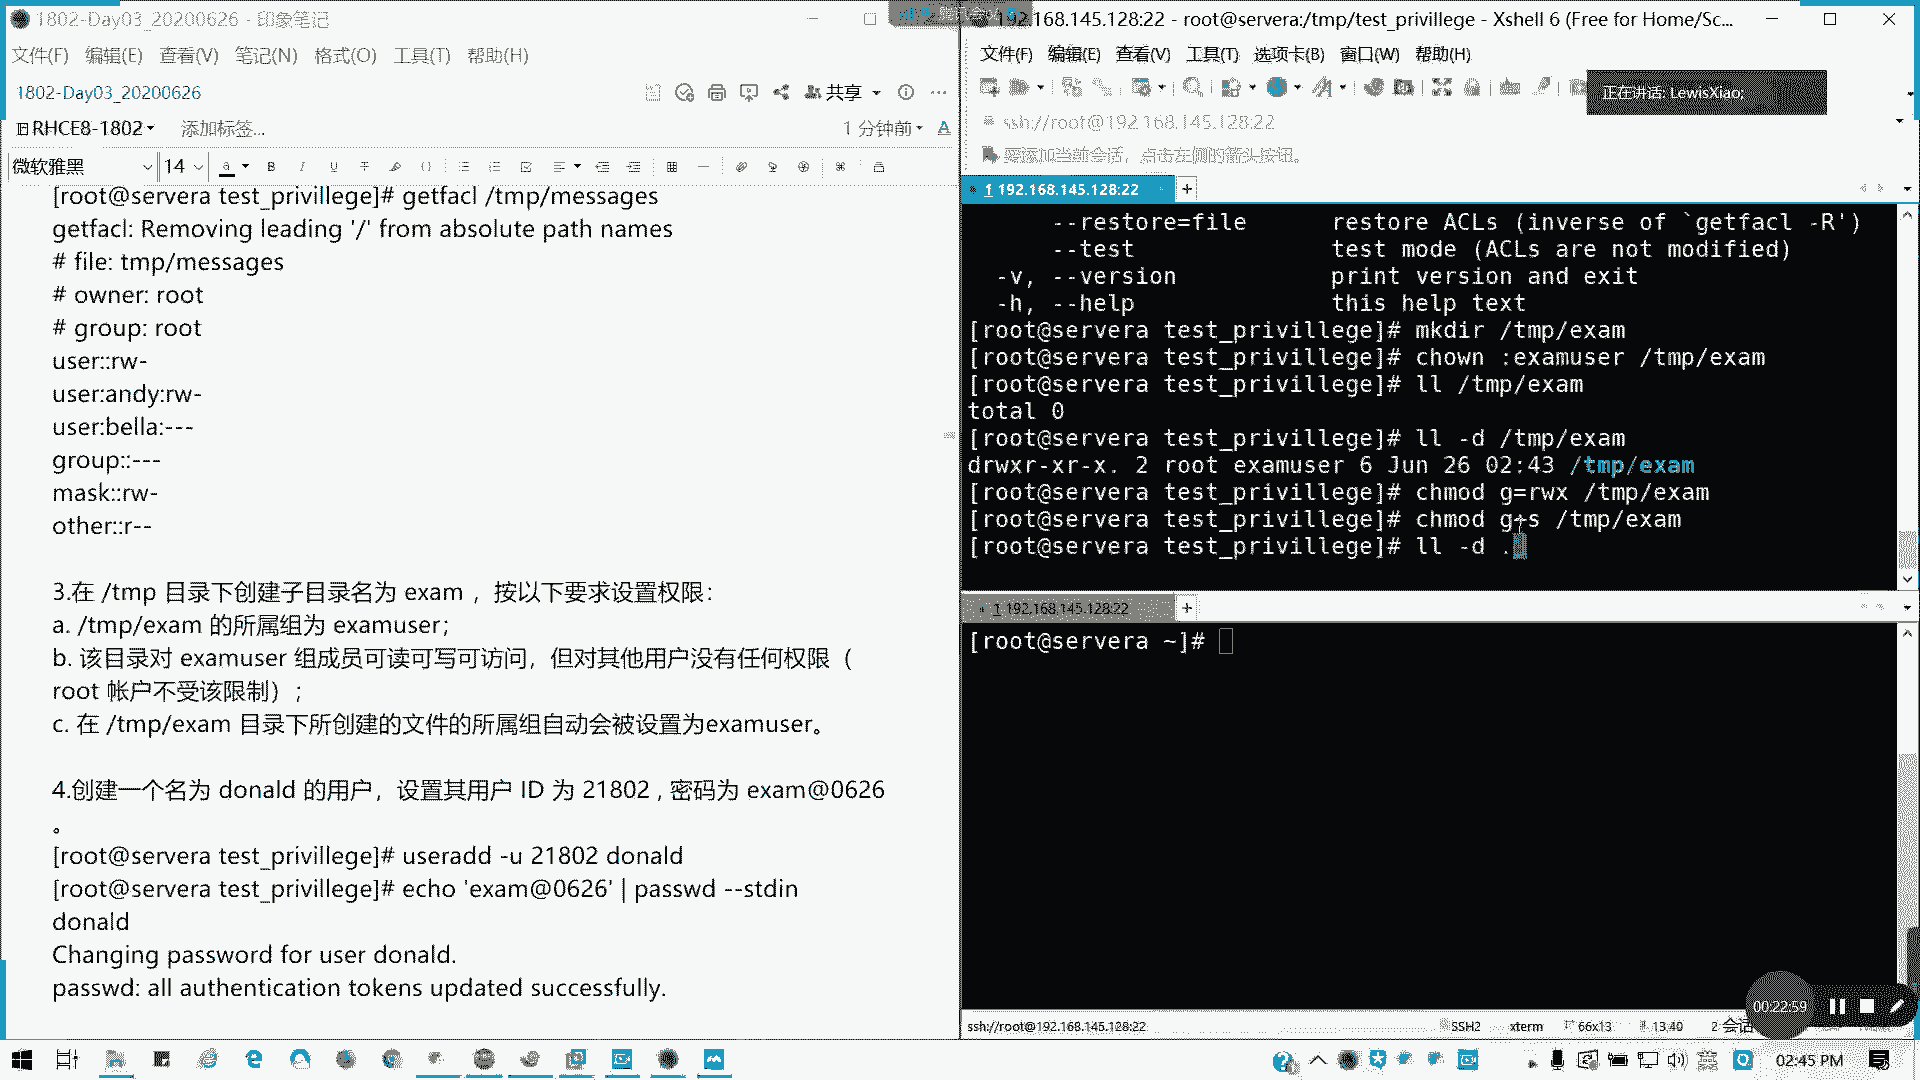 1802-Day03_20200626 - 印象笔记
文件(F) 编辑(E) 查看(V) 笔记(N) 格式(O) 工具(T) 帮助(H)
1802-Day03_20200626
共享
RHCE8-1802
添加标签...
1 分钟前
微软雅黑
14
[root@servera test_privillege]# getfacl /tmp/messages
getfacl: Removing leading '/' from absolute path names
# file: tmp/messages
# owner: root
# group: root
user::rw-
user:andy:rw-
user:bella:---
group::---
mask::rw-
other::r--
3.在 /tmp 目录下创建子目录名为 exam ，按以下要求设置权限：
a. /tmp/exam 的所属组为 examuser；
b. 该目录对 examuser 组成员可读可写可访问，但对其他用户没有任何权限（
root 帐户不受该限制）；
c. 在 /tmp/exam 目录下所创建的文件的所属组自动会被设置为examuser。
4.创建一个名为 donald 的用户，设置其用户 ID 为 21802 , 密码为 exam@0626
。
[root@servera test_privillege]# useradd -u 21802 donald
[root@servera test_privillege]# echo 'exam@0626' | passwd --stdin
donald
Changing password for user donald.
passwd: all authentication tokens updated successfully.
192.168.145.128:22 - root@servera:/tmp/test_privillege - Xshell 6 (Free for Home/Sc...
文件(F) 编辑(E) 查看(V) 工具(T) 选项卡(B) 窗口(W) 帮助(H)
正在讲话: LewisXiao;
ssh://root@192.168.145.128:22
要添加当前会话，点击左侧的箭头按钮。
1 192.168.145.128:22
--restore=file restore ACLs (inverse of `getfacl -R')
--test test mode (ACLs are not modified)
-v, --version print version and exit
-h, --help this help text
[root@servera test_privillege]# mkdir /tmp/exam
[root@servera test_privillege]# chown :examuser /tmp/exam
[root@servera test_privillege]# ll /tmp/exam
total 0
[root@servera test_privillege]# ll -d /tmp/exam
drwxr-xr-x. 2 root examuser 6 Jun 26 02:43 /tmp/exam
[root@servera test_privillege]# chmod g=rwx /tmp/exam
[root@servera test_privillege]# chmod g+s /tmp/exam
[root@servera test_privillege]# ll -d .
1 192.168.145.128:22
[root@servera ~]#
00:22:59
ssh://root@192.168.145.128:22 SSH2 xterm 66x13 13,40 2 会话
02:45 PM